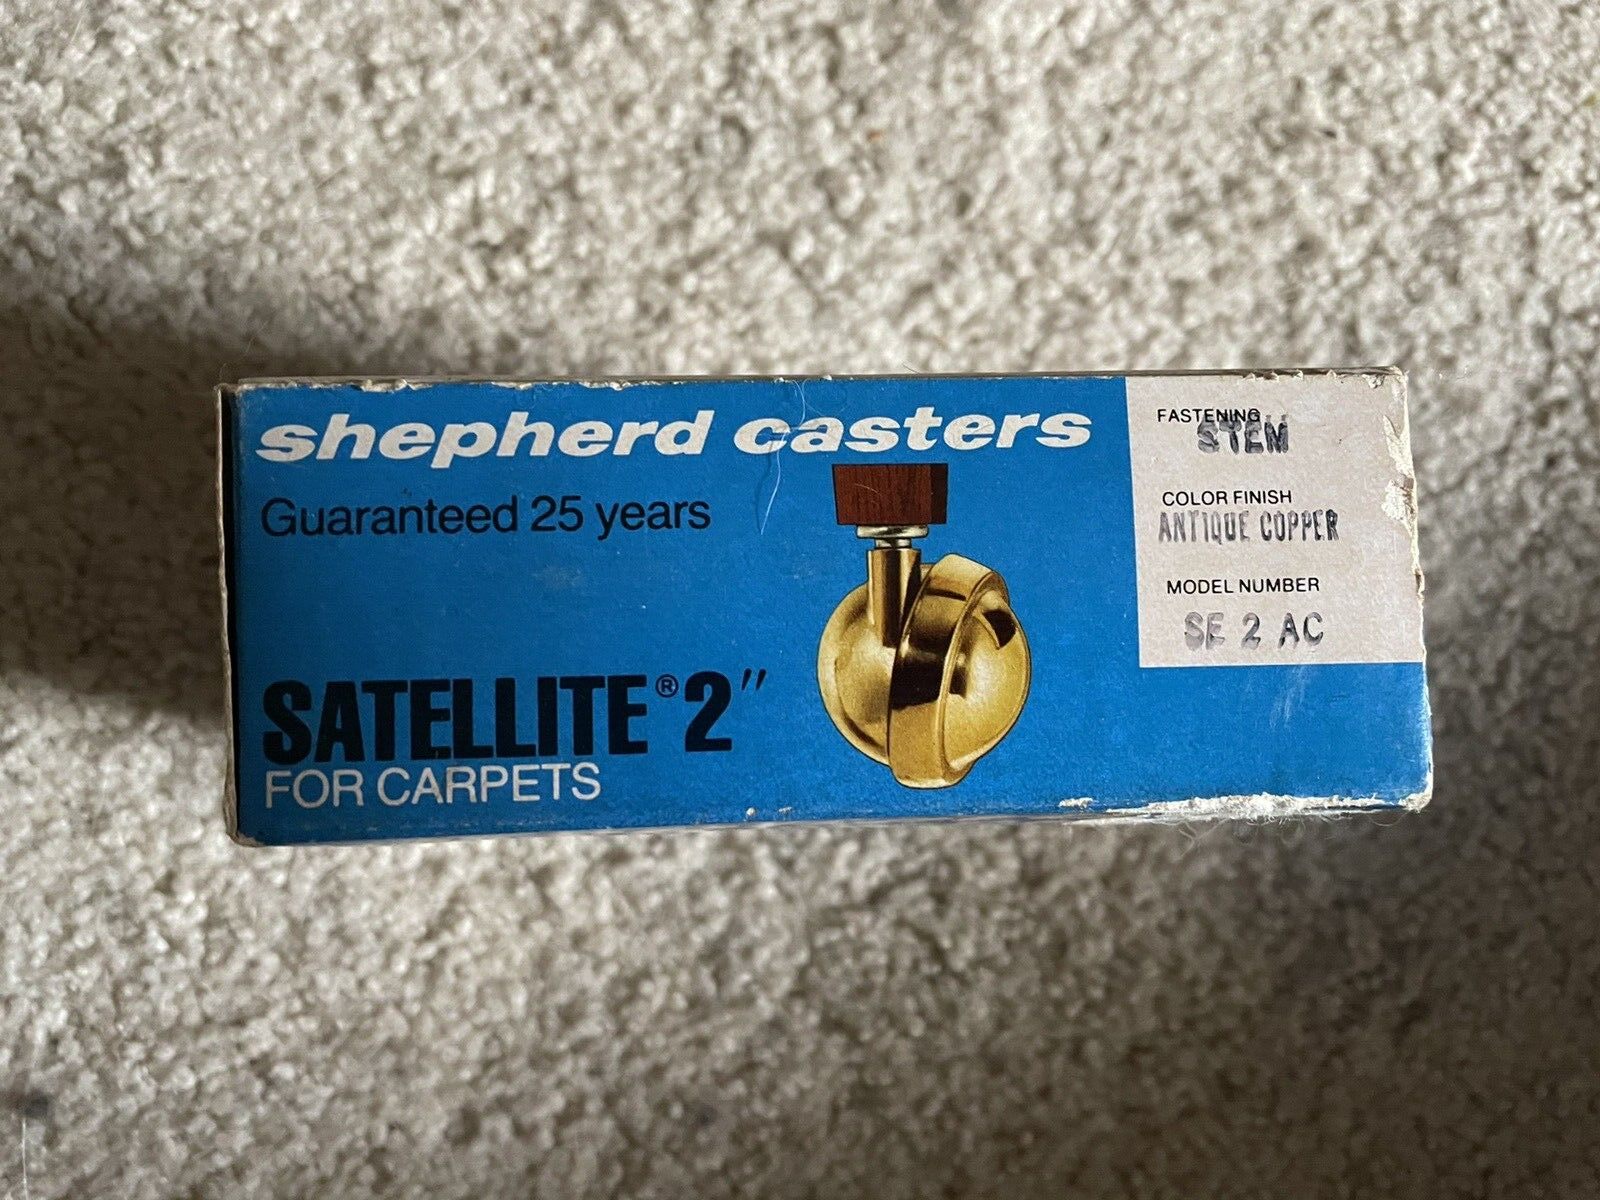 shepherd casters
Guaranteed 25 years
SATELLITE® 2"
FOR CARPETS
FASTENING
STEM
COLOR FINISH
ANTIQUE COPPER
MODEL NUMBER
SE 2 AC